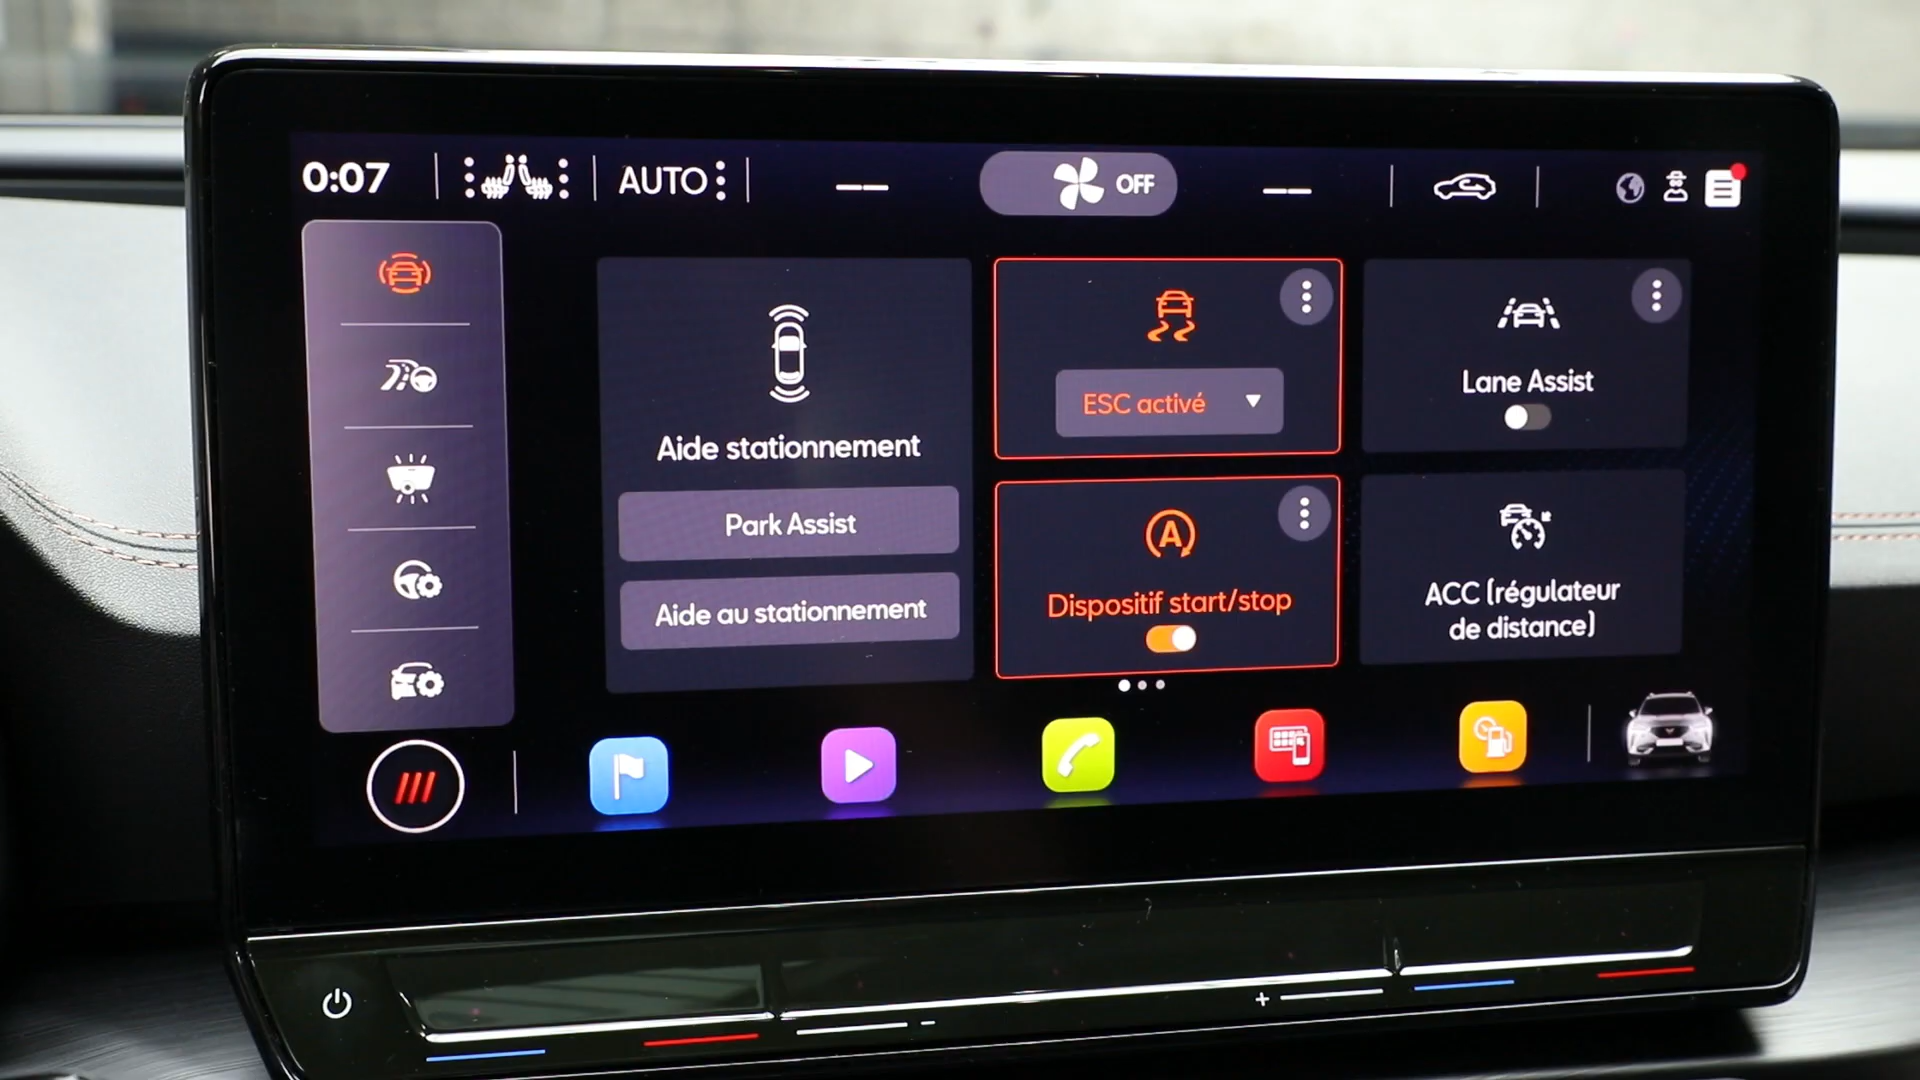 0:07
AUTO
OFF
Aide stationnement
Park Assist
Aide au stationnement
ESC activé
Lane Assist
A
Dispositif start/stop
ACC (régulateur
de distance)
+
-